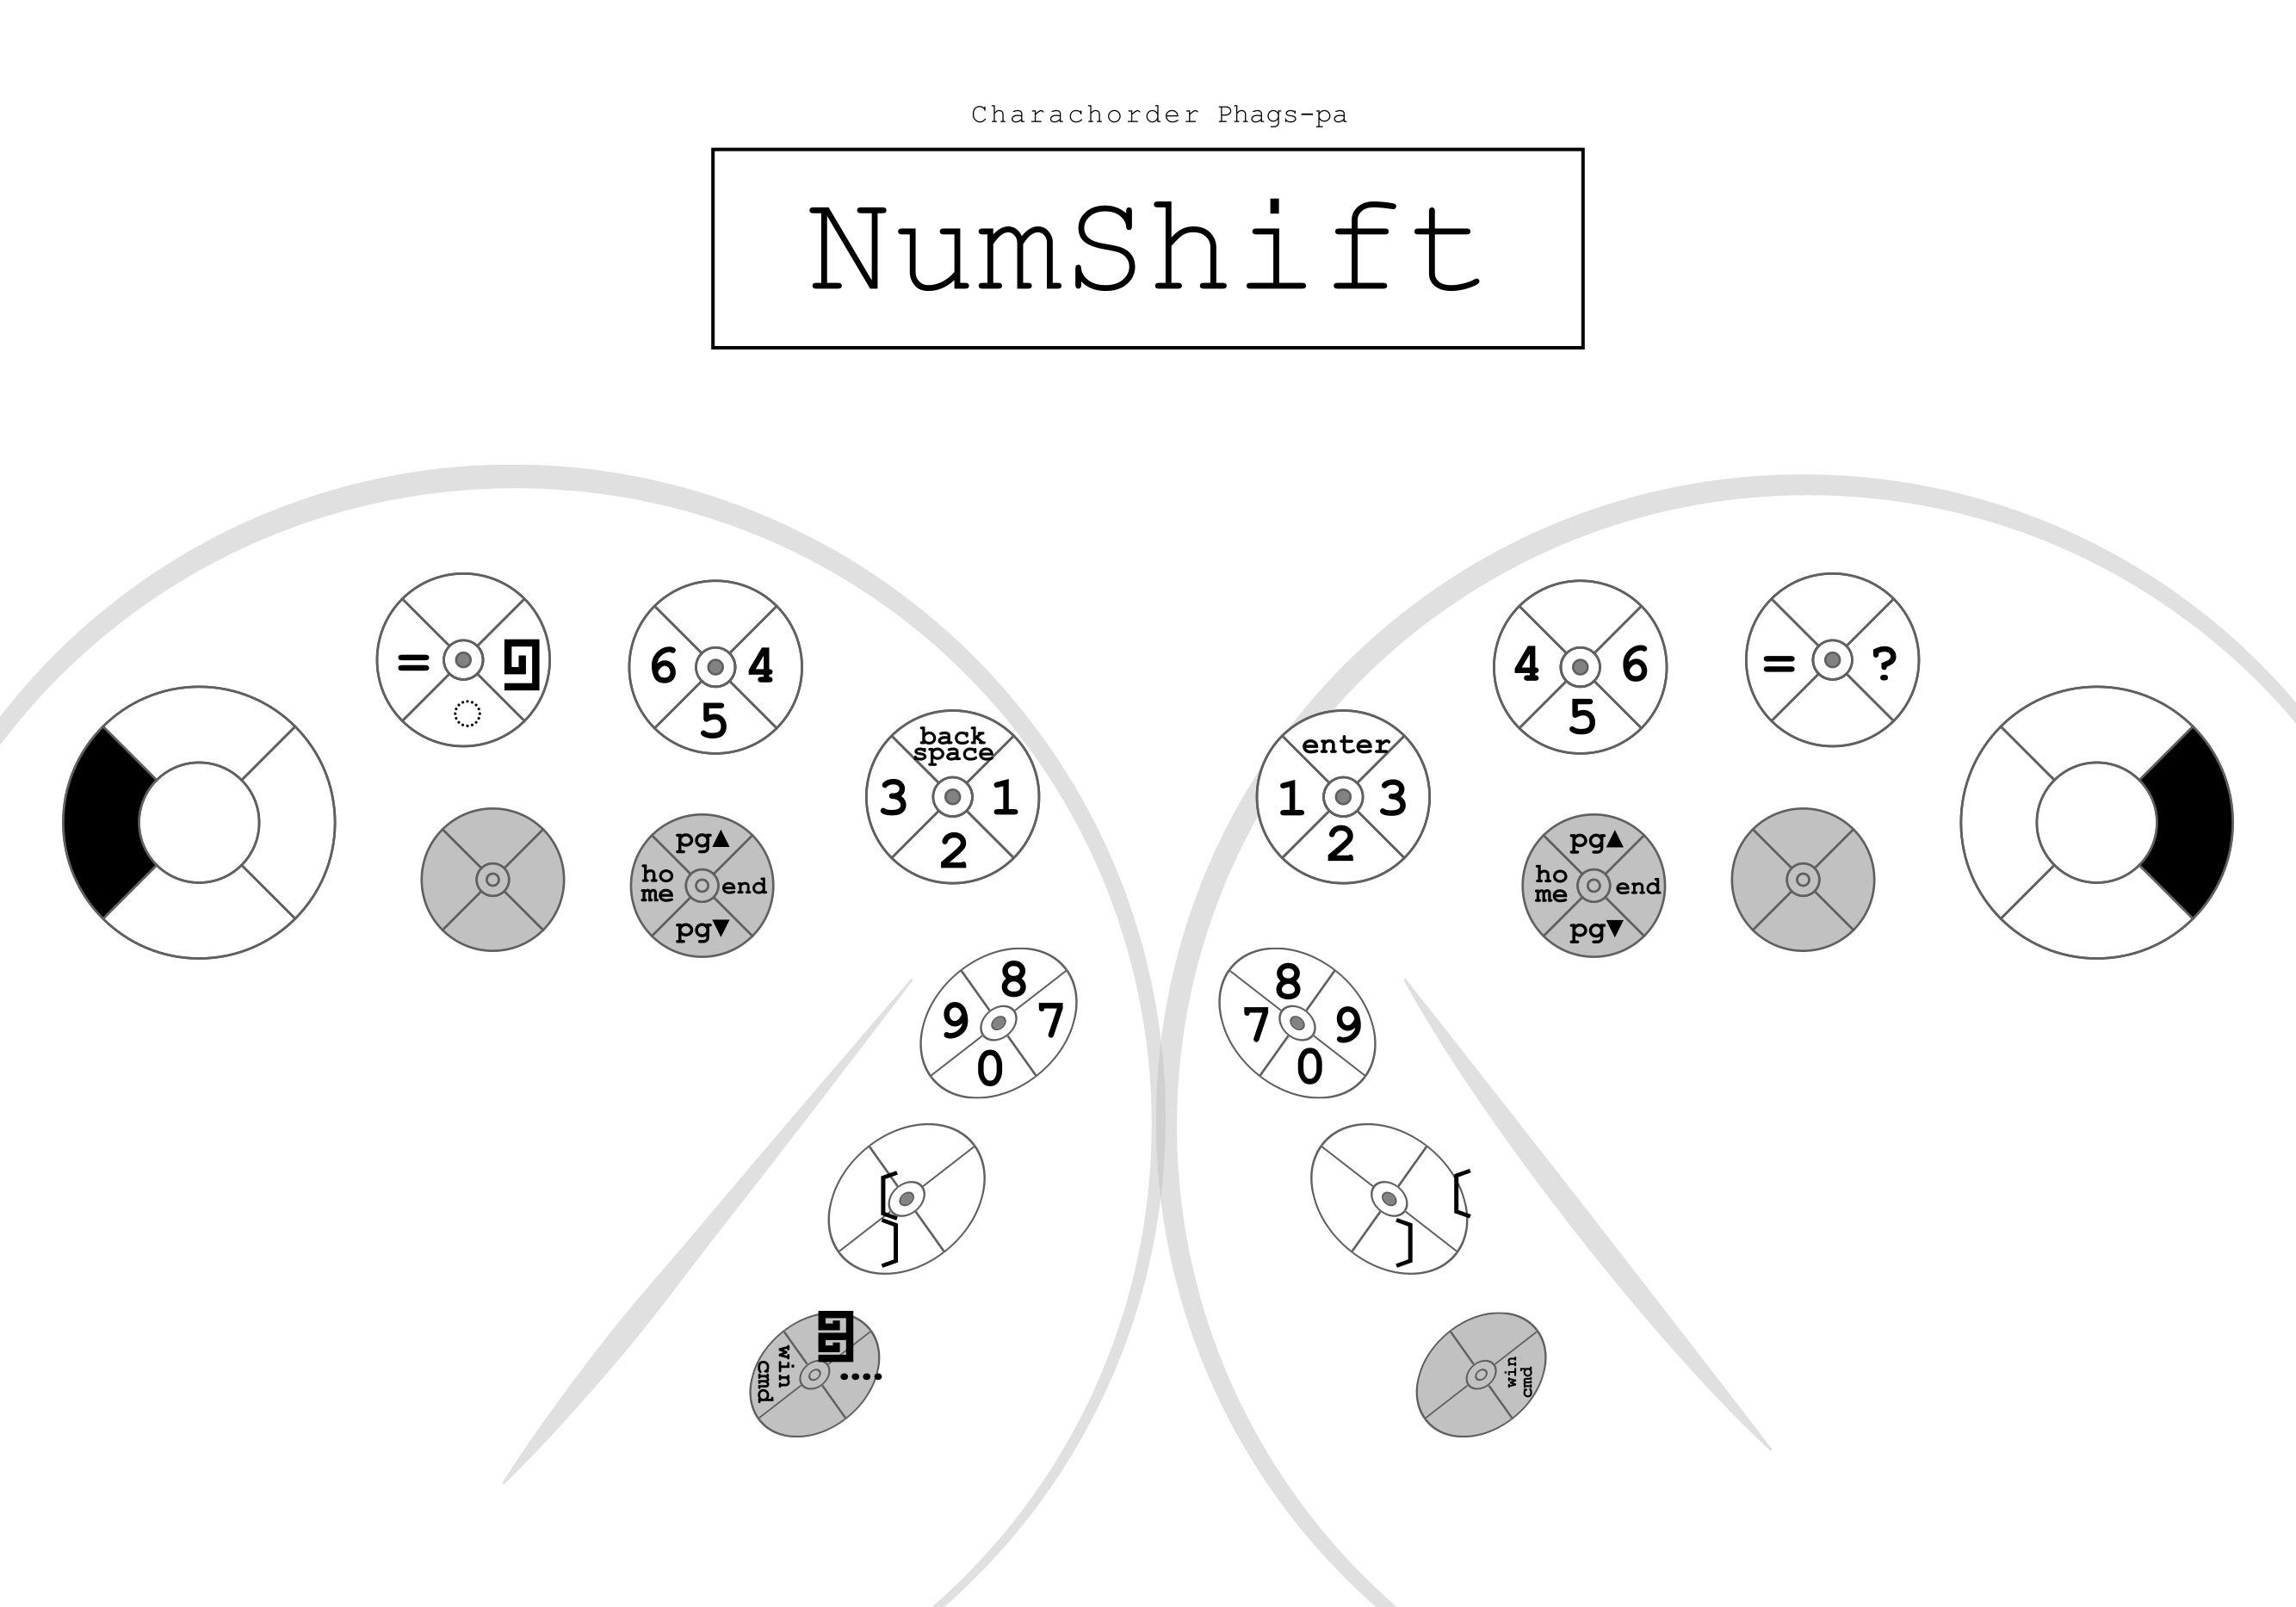 Charachorder Phags-pa
NumShift
=
6 4
5
4 6
5
= ?
back
space
3 1
2
enter
1 3
2
pg▲
ho
me
end
pg▼
pg▲
ho
me
end
pg▼
8
9 7
0
8
7 9
0
[
]
[
]
win
cmd
win
cmd